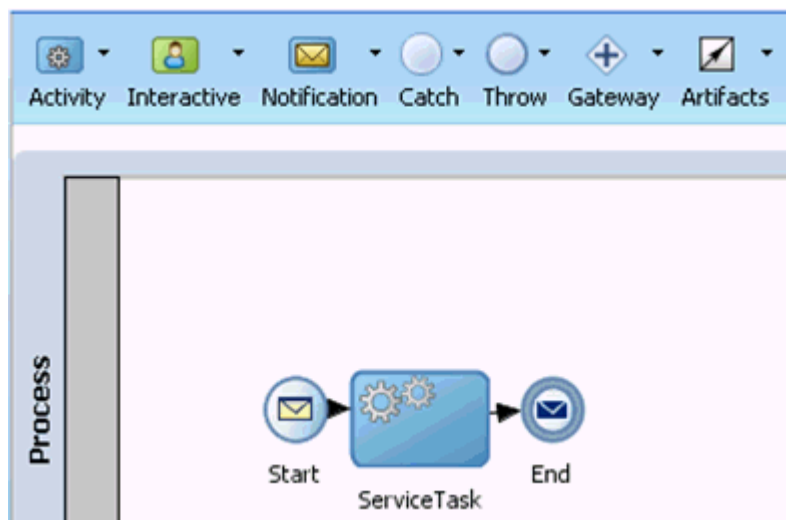 Activity Interactive Notification Catch Throw Gateway Artifacts
Process
Start
End
ServiceTask